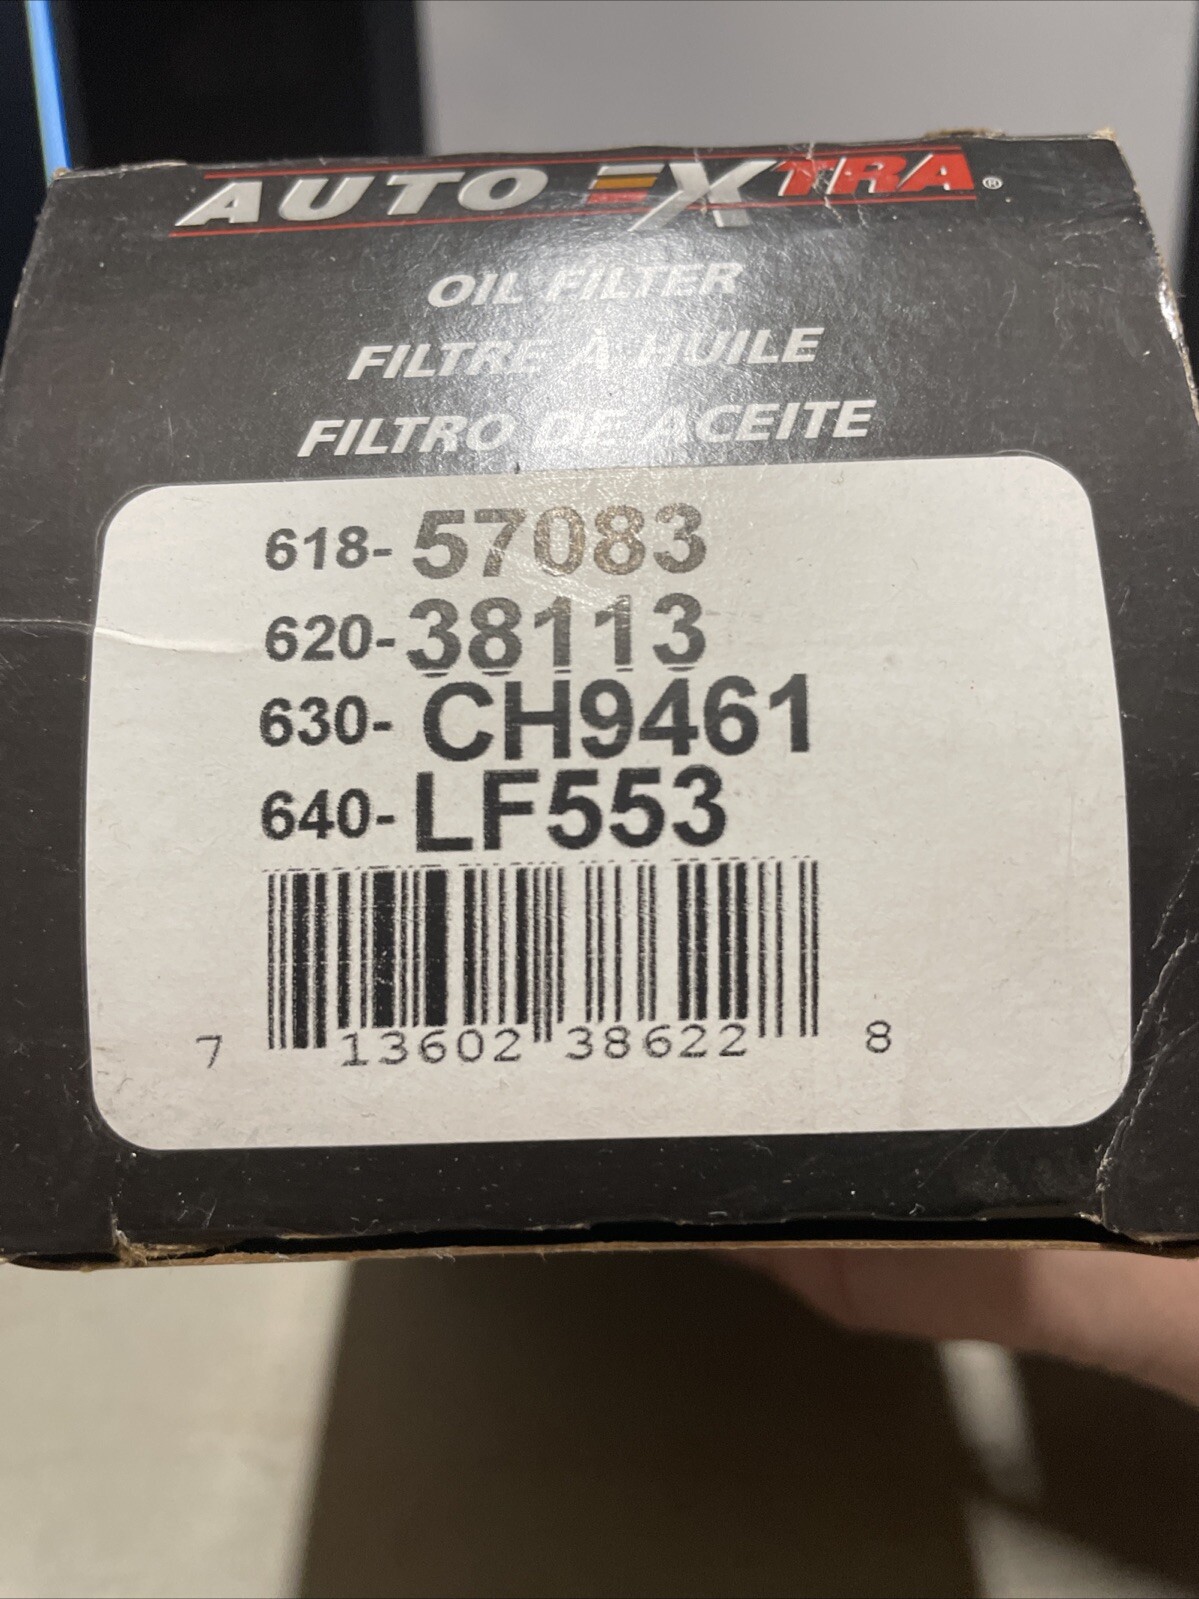 AUTO EXTRA®
OIL FILTER
FILTRE À HUILE
FILTRO DE ACEITE
618- 57083
620- 38113
630- CH9461
640- LF553
7 13602 38622 8